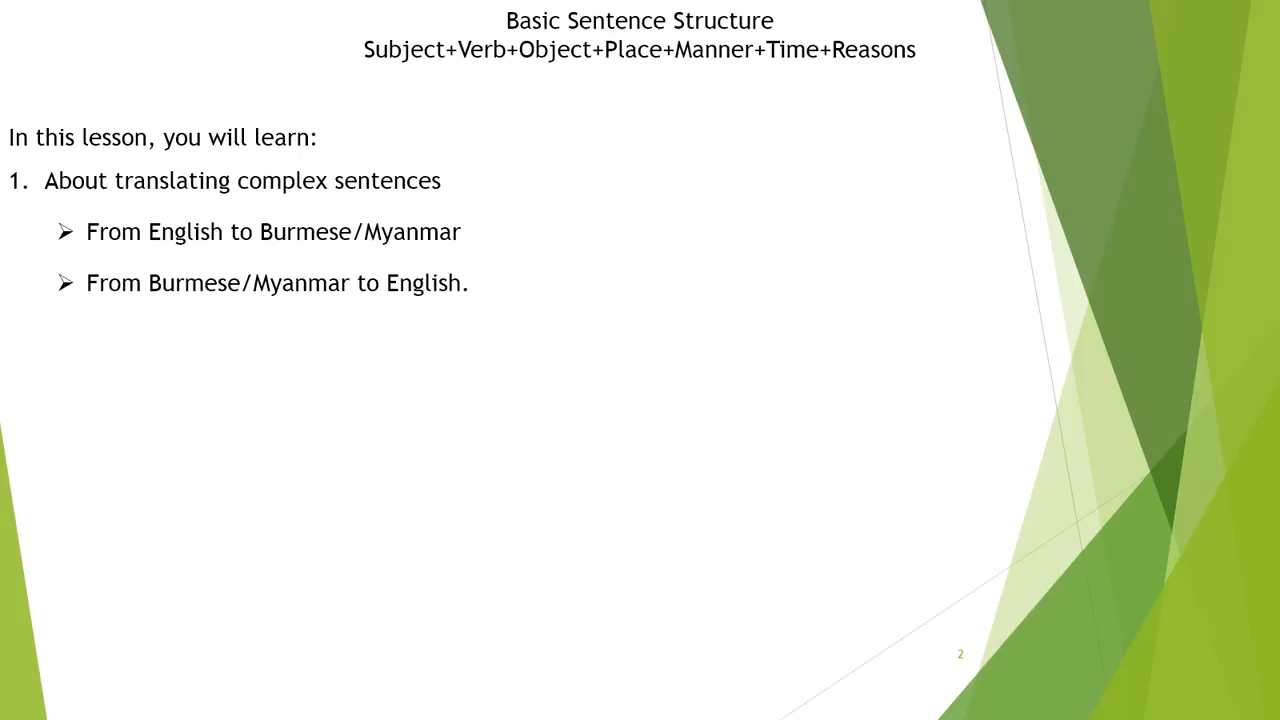 Basic Sentence Structure
Subject+Verb+Object+Place+Manner+Time+Reasons
In this lesson, you will learn:
1. About translating complex sentences
➢ From English to Burmese/Myanmar
➢ From Burmese/Myanmar to English.
2